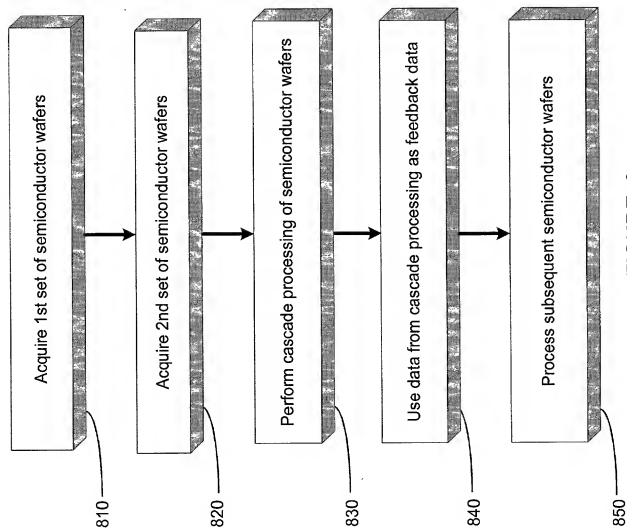 Acquire 1st set of semiconductor wafers
810
Acquire 2nd set of semiconductor wafers
820
Perform cascade processing of semiconductor wafers
830
Use data from cascade processing as feedback data
840
Process subsequent semiconductor wafers
850